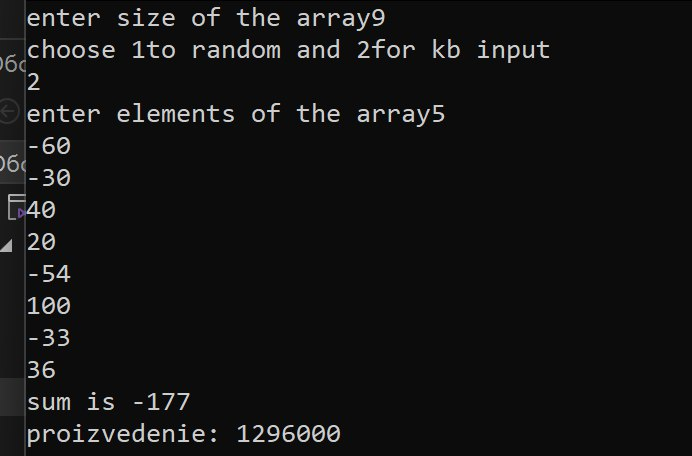 enter size of the array9
choose 1to random and 2for kb input
2
enter elements of the array5
-60
-30
40
20
-54
100
-33
36
sum is -177
proizvedenie: 1296000